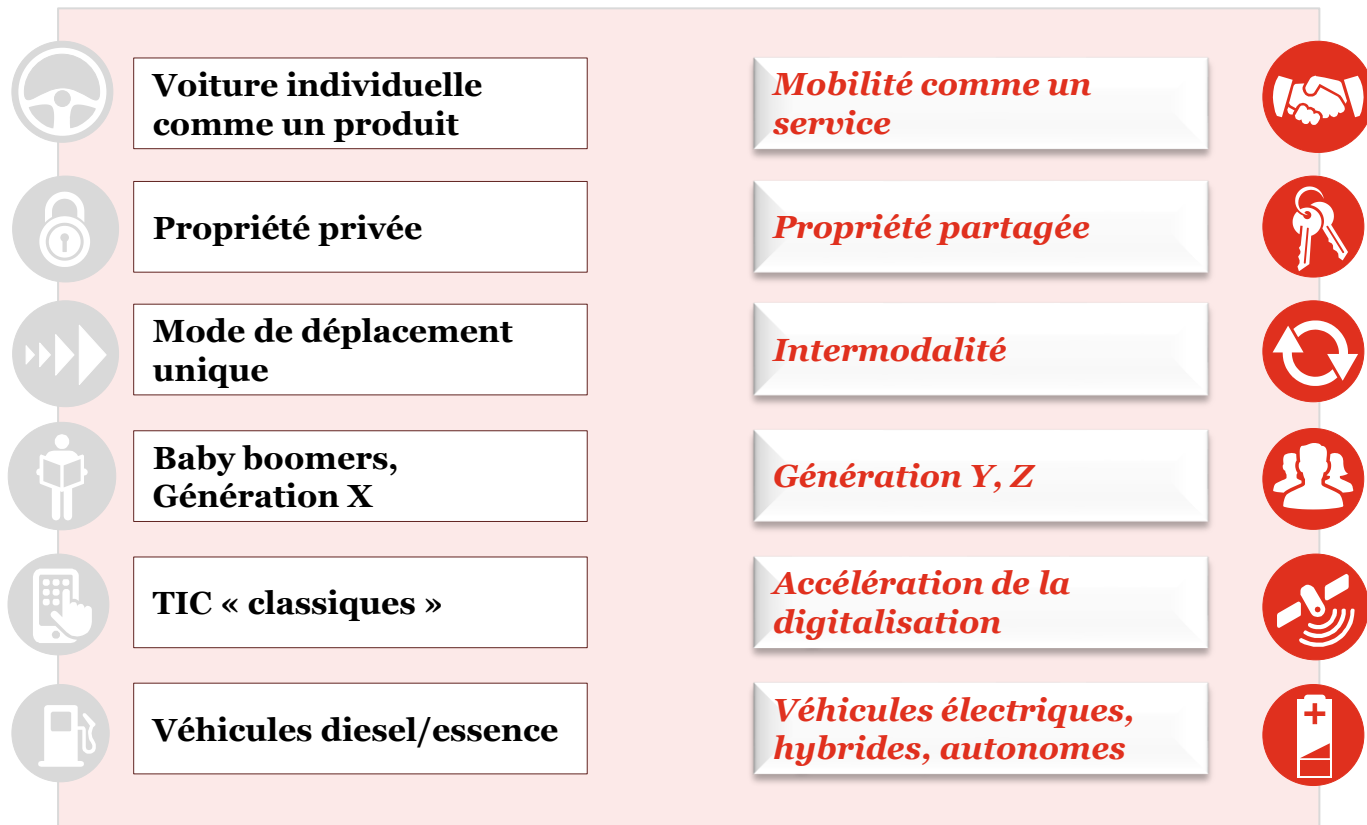 Voiture individuelle
comme un produit
Mobilité comme un
service
Propriété privée
Propriété partagée
Mode de déplacement
unique
Intermodalité
Baby boomers,
Génération X
Génération Y, Z
TIC « classiques »
Accélération de la
digitalisation
Véhicules diesel/essence
Véhicules électriques,
hybrides, autonomes